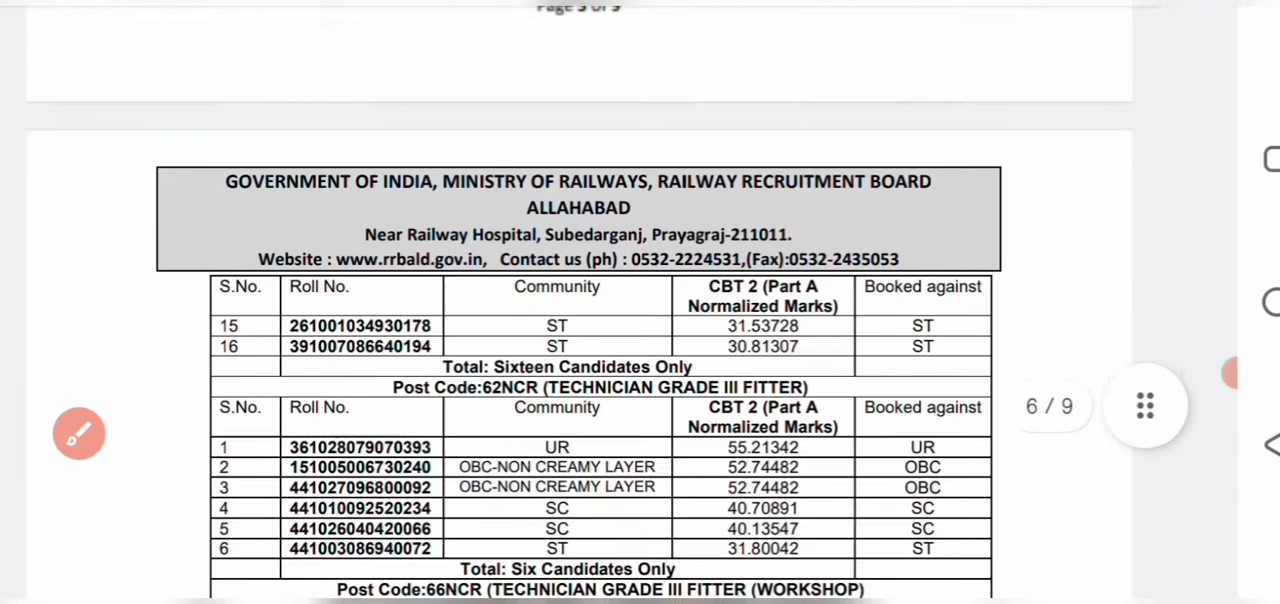 Page 5 of 9
GOVERNMENT OF INDIA, MINISTRY OF RAILWAYS, RAILWAY RECRUITMENT BOARD
ALLAHABAD
Near Railway Hospital, Subedarganj, Prayagraj-211011.
Website : www.rrbald.gov.in, Contact us (ph) : 0532-2224531,(Fax):0532-2435053
S.No. Roll No. Community CBT 2 (Part A Normalized Marks) Booked against
15 261001034930178 ST 31.53728 ST
16 391007086640194 ST 30.81307 ST
Total: Sixteen Candidates Only
Post Code:62NCR (TECHNICIAN GRADE III FITTER)
S.No. Roll No. Community CBT 2 (Part A Normalized Marks) Booked against
1 361028079070393 UR 55.21342 UR
2 151005006730240 OBC-NON CREAMY LAYER 52.74482 OBC
3 441027096800092 OBC-NON CREAMY LAYER 52.74482 OBC
4 441010092520234 SC 40.70891 SC
5 441026040420066 SC 40.13547 SC
6 441003086940072 ST 31.80042 ST
Total: Six Candidates Only
Post Code:66NCR (TECHNICIAN GRADE III FITTER (WORKSHOP)
6 / 9